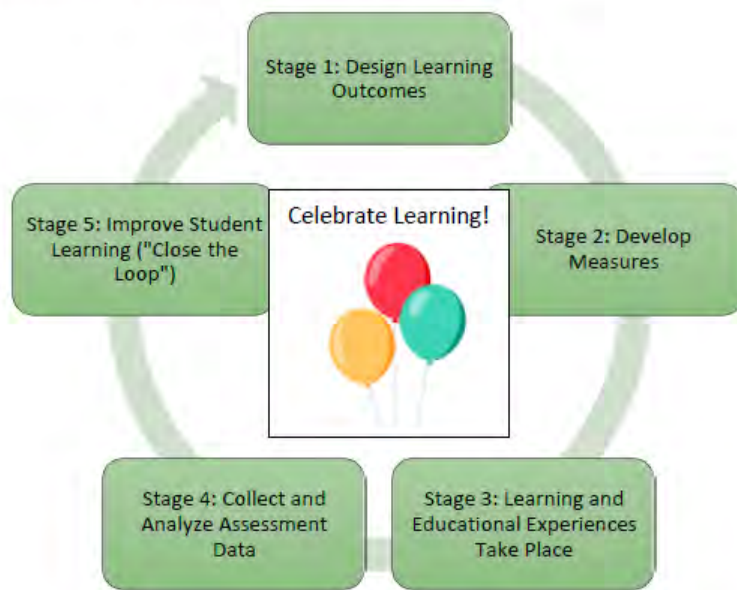 Stage 1: Design Learning
Outcomes
Stage 2: Develop
Measures
Stage 3: Learning and
Educational Experiences
Take Place
Stage 4: Collect and
Analyze Assessment
Data
Stage 5: Improve Student
Learning ("Close the
Loop")
Celebrate Learning!